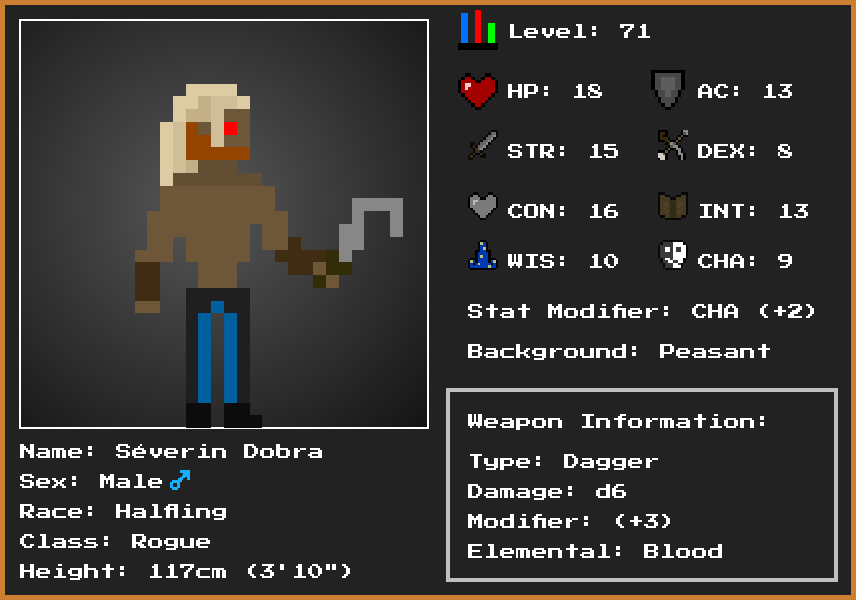 Level: 71
HP: 18
AC: 13
STR: 15
DEX: 8
CON: 16
INT: 13
WIS: 10
CHA: 9
Stat Modifier: CHA (+2)
Background: Peasant
Weapon Information:
Type: Dagger
Damage: d6
Modifier: (+3)
Elemental: Blood
Name: Séverin Dobra
Sex: Male♂
Race: Halfling
Class: Rogue
Height: 117cm (3'10")